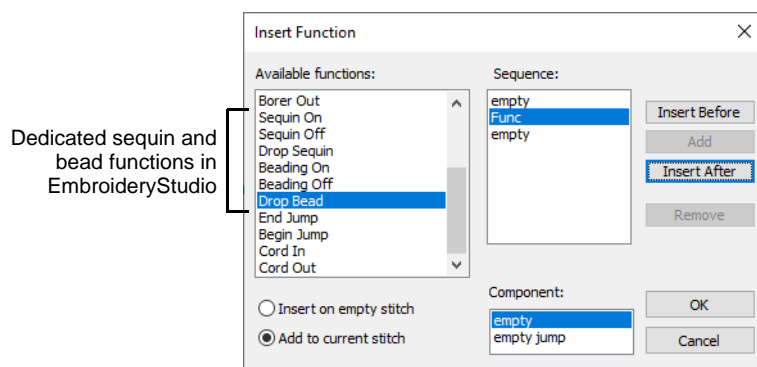 Insert Function
Available functions:
Borer Out
Sequin On
Sequin Off
Drop Sequin
Beading On
Beading Off
Drop Bead
End Jump
Begin Jump
Cord In
Cord Out
Dedicated sequin and
bead functions in
EmbroideryStudio
Insert on empty stitch
Add to current stitch
Sequence:
empty
Func
empty
Component:
empty
empty jump
Insert Before
Add
Insert After
Remove
OK
Cancel